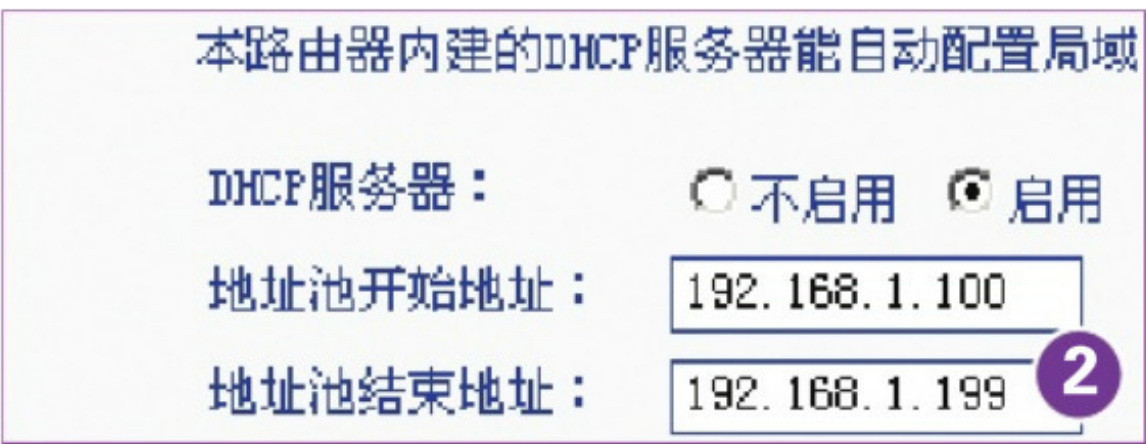 本路由器内建的DHCP服务器能自动配置局域
DHCP服务器： 不启用 启用
地址池开始地址： 192.168.1.100
地址池结束地址： 192.168.1.199
2